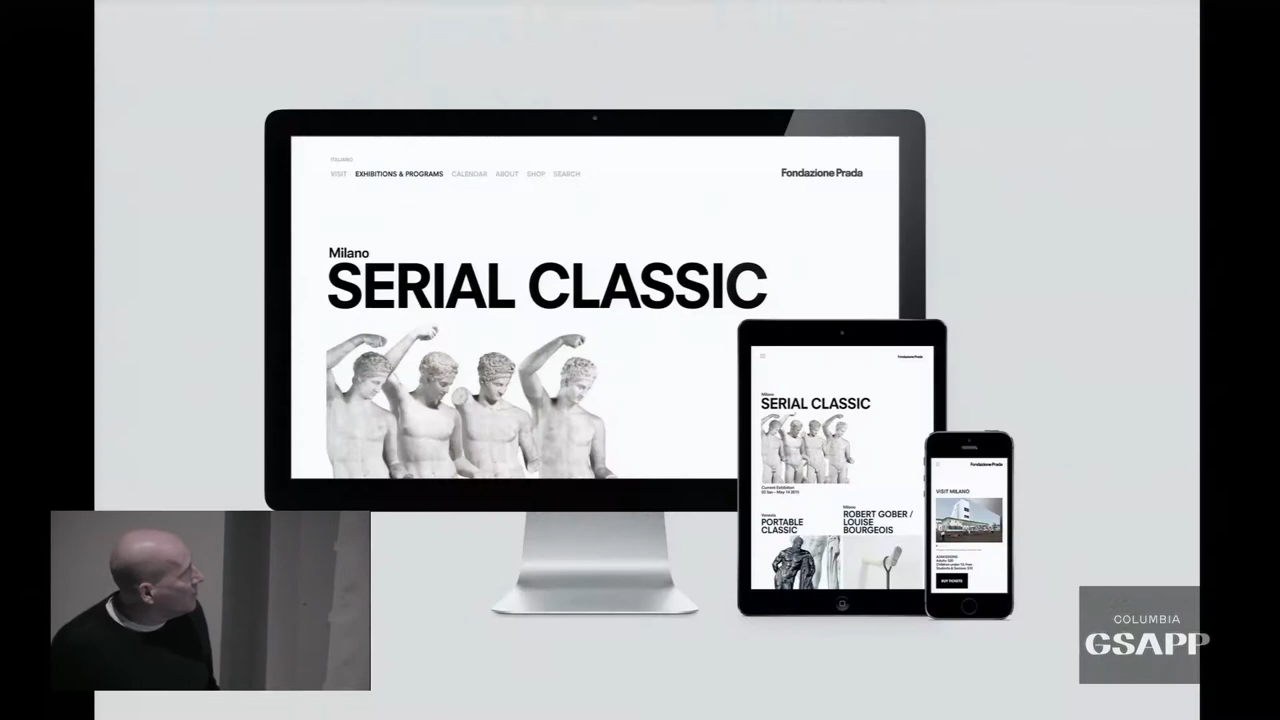 ITALIANO
VISIT EXHIBITIONS & PROGRAMS CALENDAR ABOUT SHOP SEARCH
Fondazione Prada
Milano
SERIAL CLASSIC
Fondazione Prada
Milano
SERIAL CLASSIC
Current Exhibition
Venezia
PORTABLE
CLASSIC
Milano
ROBERT GOBER /
LOUISE
BOURGEOIS
Fondazione Prada
VISIT MILANO
BUY TICKETS
COLUMBIA
GSAPP